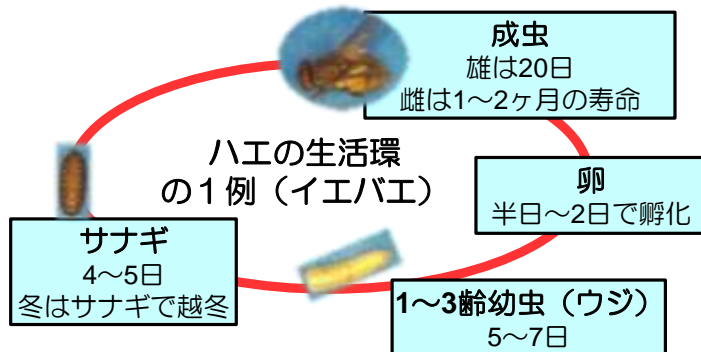 成虫
雄は20日
雌は1～2ヶ月の寿命
ハエの生活環
の１例（イエバエ）
卵
半日～2日で孵化
サナギ
4～5日
冬はサナギで越冬
1～3齢幼虫（ウジ）
5～7日